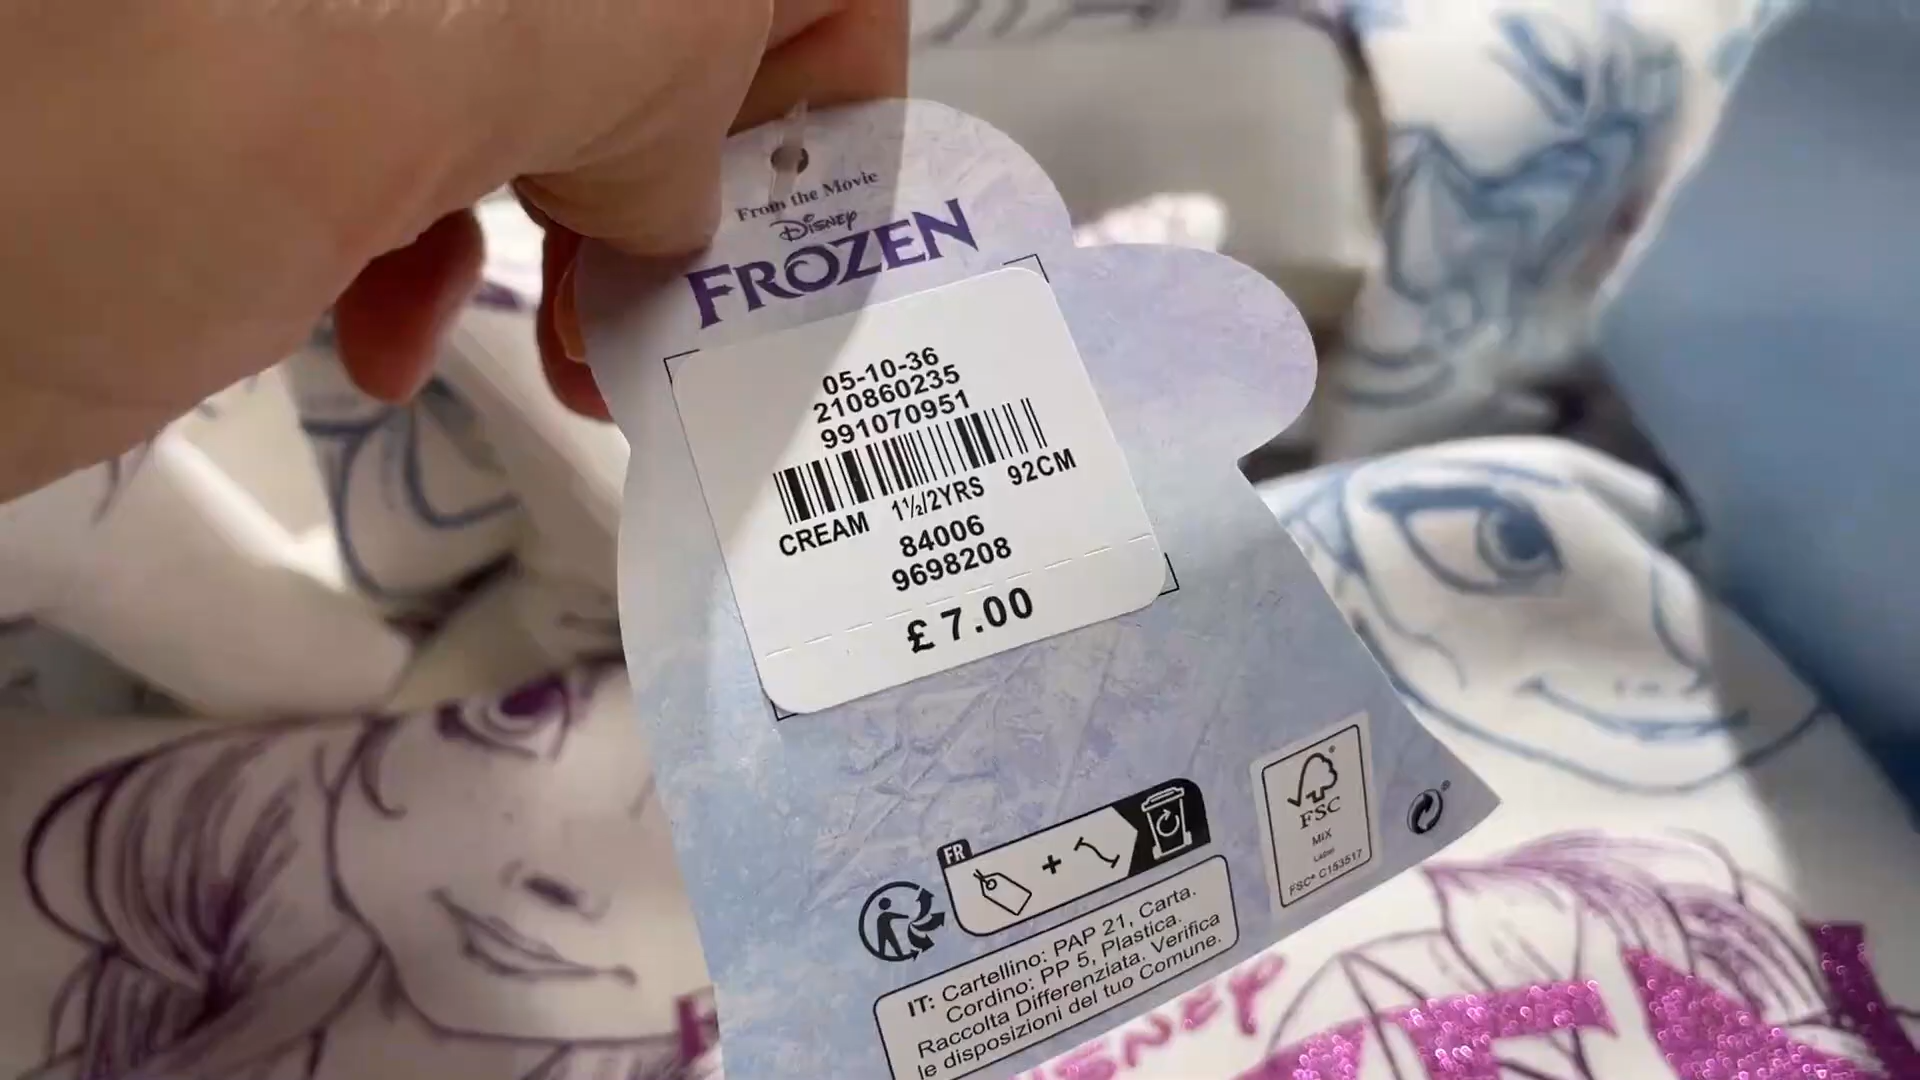 From the Movie
Disney
FROZEN
05-10-36
210860235
991070951
CREAM 1½/2YRS 92CM
84006
9698208
£ 7.00
FR
+
FSC
MIX
Label
FSC® C153517
IT: Cartellino: PAP 21, Carta.
Cordino: PP 5, Plastica.
Raccolta Differenziata. Verifica
le disposizioni del tuo Comune.